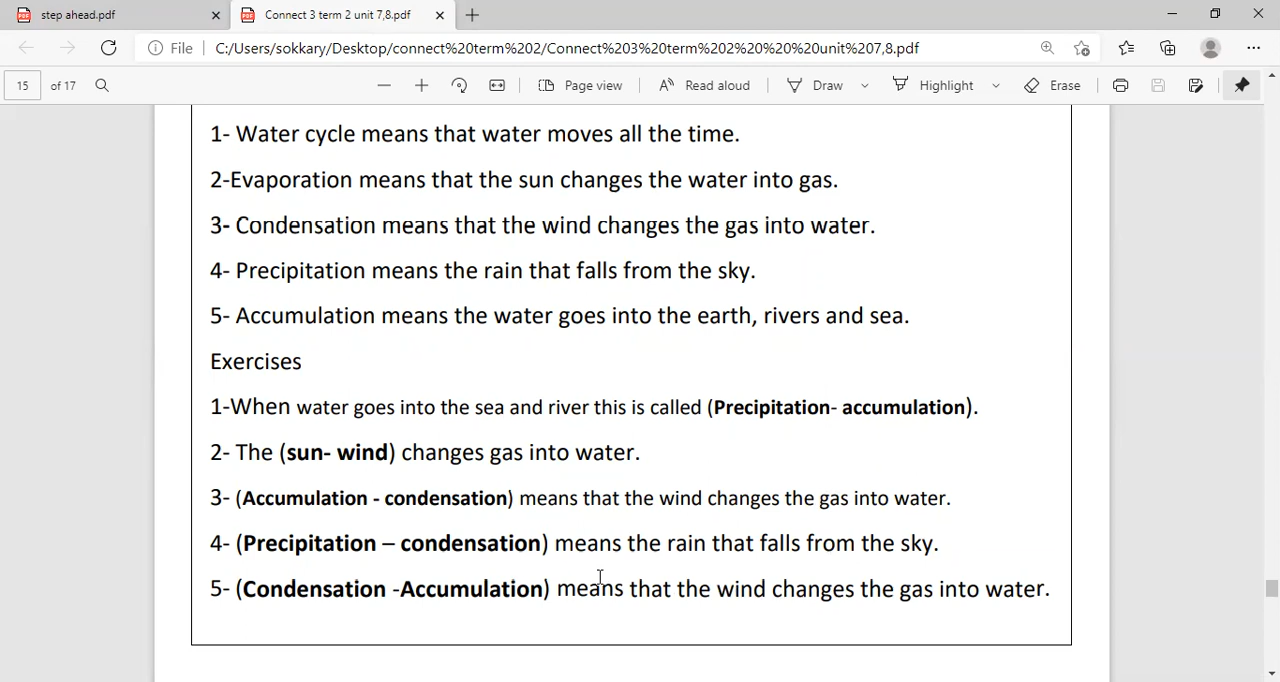 step ahead.pdf
Connect 3 term 2 unit 7,8.pdf
File
C:/Users/sokkary/Desktop/connect%20term%202/Connect%203%20term%202%20%20%20unit%207,8.pdf
15 of 17
Page view
Read aloud
Draw
Highlight
Erase
1- Water cycle means that water moves all the time.
2-Evaporation means that the sun changes the water into gas.
3- Condensation means that the wind changes the gas into water.
4- Precipitation means the rain that falls from the sky.
5- Accumulation means the water goes into the earth, rivers and sea.
Exercises
1-When water goes into the sea and river this is called (Precipitation- accumulation).
2- The (sun- wind) changes gas into water.
3- (Accumulation - condensation) means that the wind changes the gas into water.
4- (Precipitation – condensation) means the rain that falls from the sky.
5- (Condensation -Accumulation) means that the wind changes the gas into water.